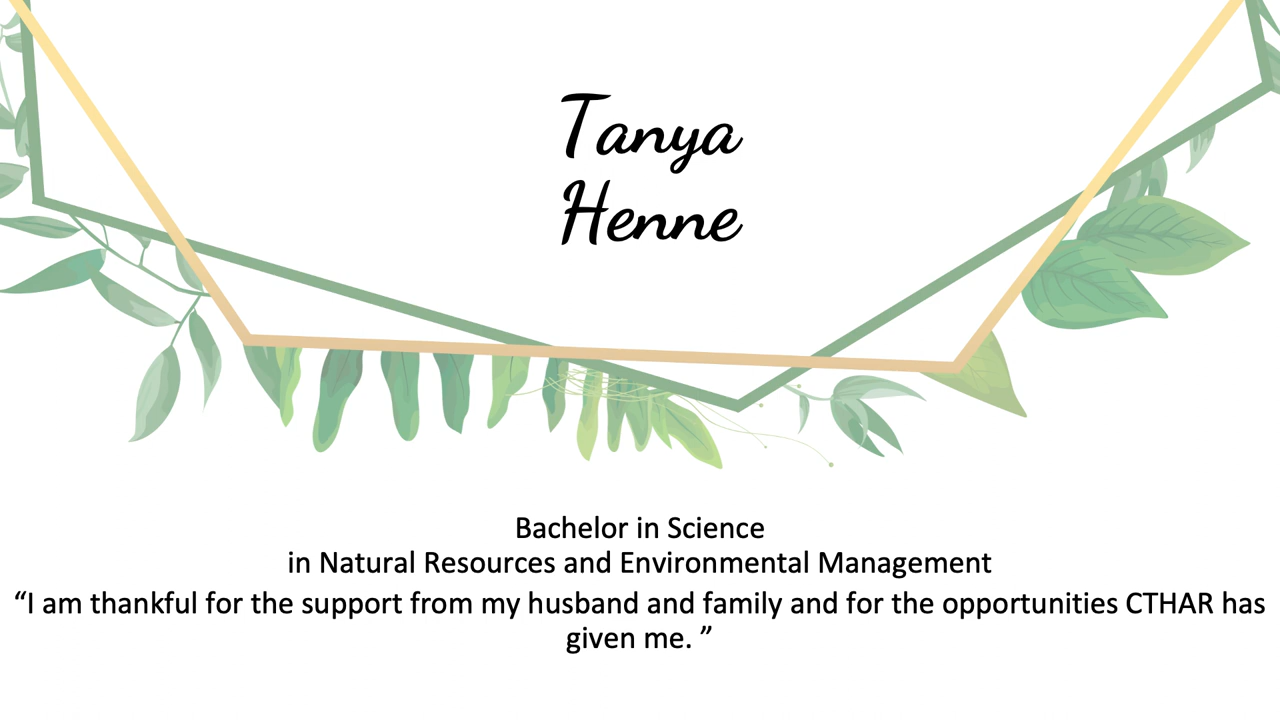 Tanya
Henne
Bachelor in Science
in Natural Resources and Environmental Management
“I am thankful for the support from my husband and family and for the opportunities CTHAR has
given me. ”